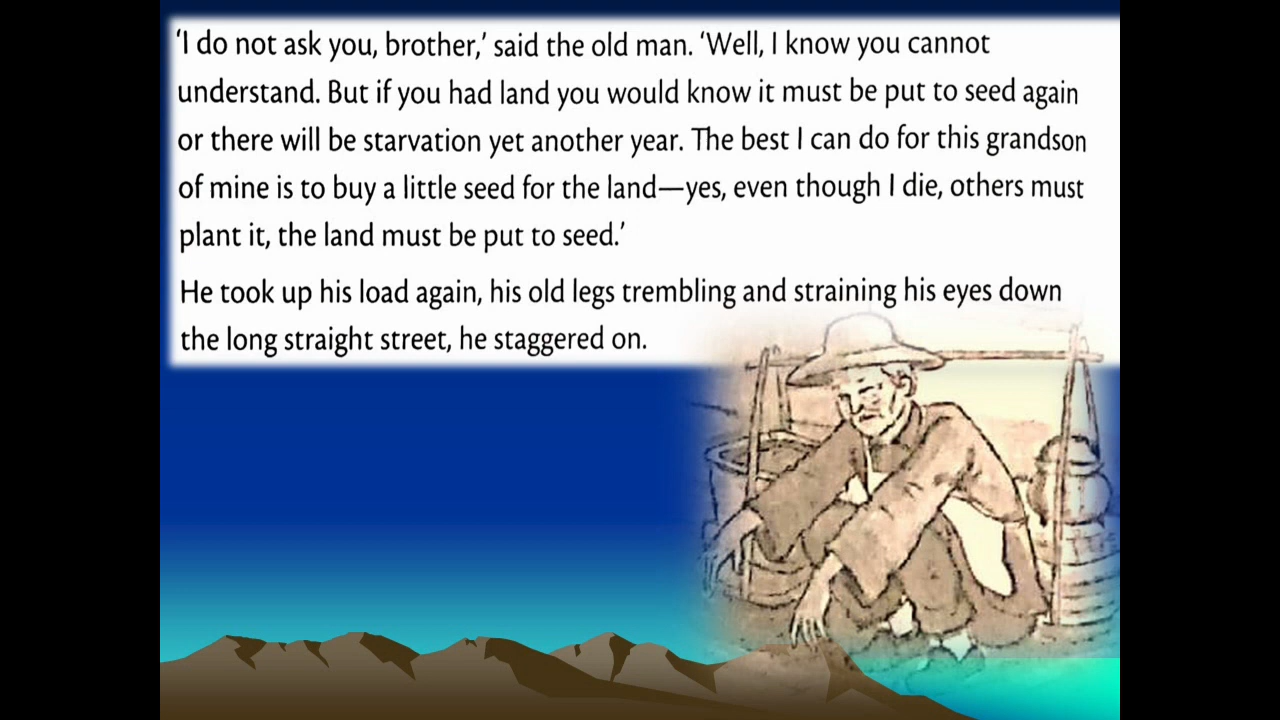 ‘I do not ask you, brother,’ said the old man. ‘Well, I know you cannot
understand. But if you had land you would know it must be put to seed again
or there will be starvation yet another year. The best I can do for this grandson
of mine is to buy a little seed for the land—yes, even though I die, others must
plant it, the land must be put to seed.’
He took up his load again, his old legs trembling and straining his eyes down
the long straight street, he staggered on.